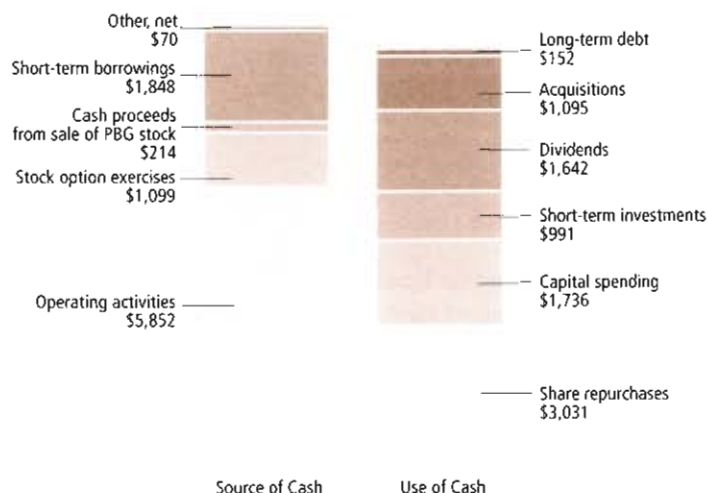 Other, net
$70
Short-term borrowings
$1,848
Cash proceeds
from sale of PBG stock
$214
Stock option exercises
$1,099
Operating activities
$5,852
Source of Cash
Long-term debt
$152
Acquisitions
$1,095
Dividends
$1,642
Short-term investments
$991
Capital spending
$1,736
Share repurchases
$3,031
Use of Cash